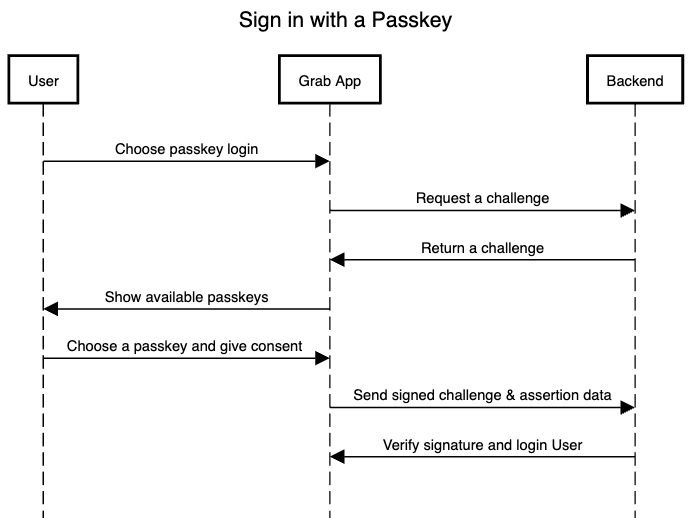 Sign in with a Passkey
User
Grab App
Backend
Choose passkey login
Request a challenge
Return a challenge
Show available passkeys
Choose a passkey and give consent
Send signed challenge & assertion data
Verify signature and login User